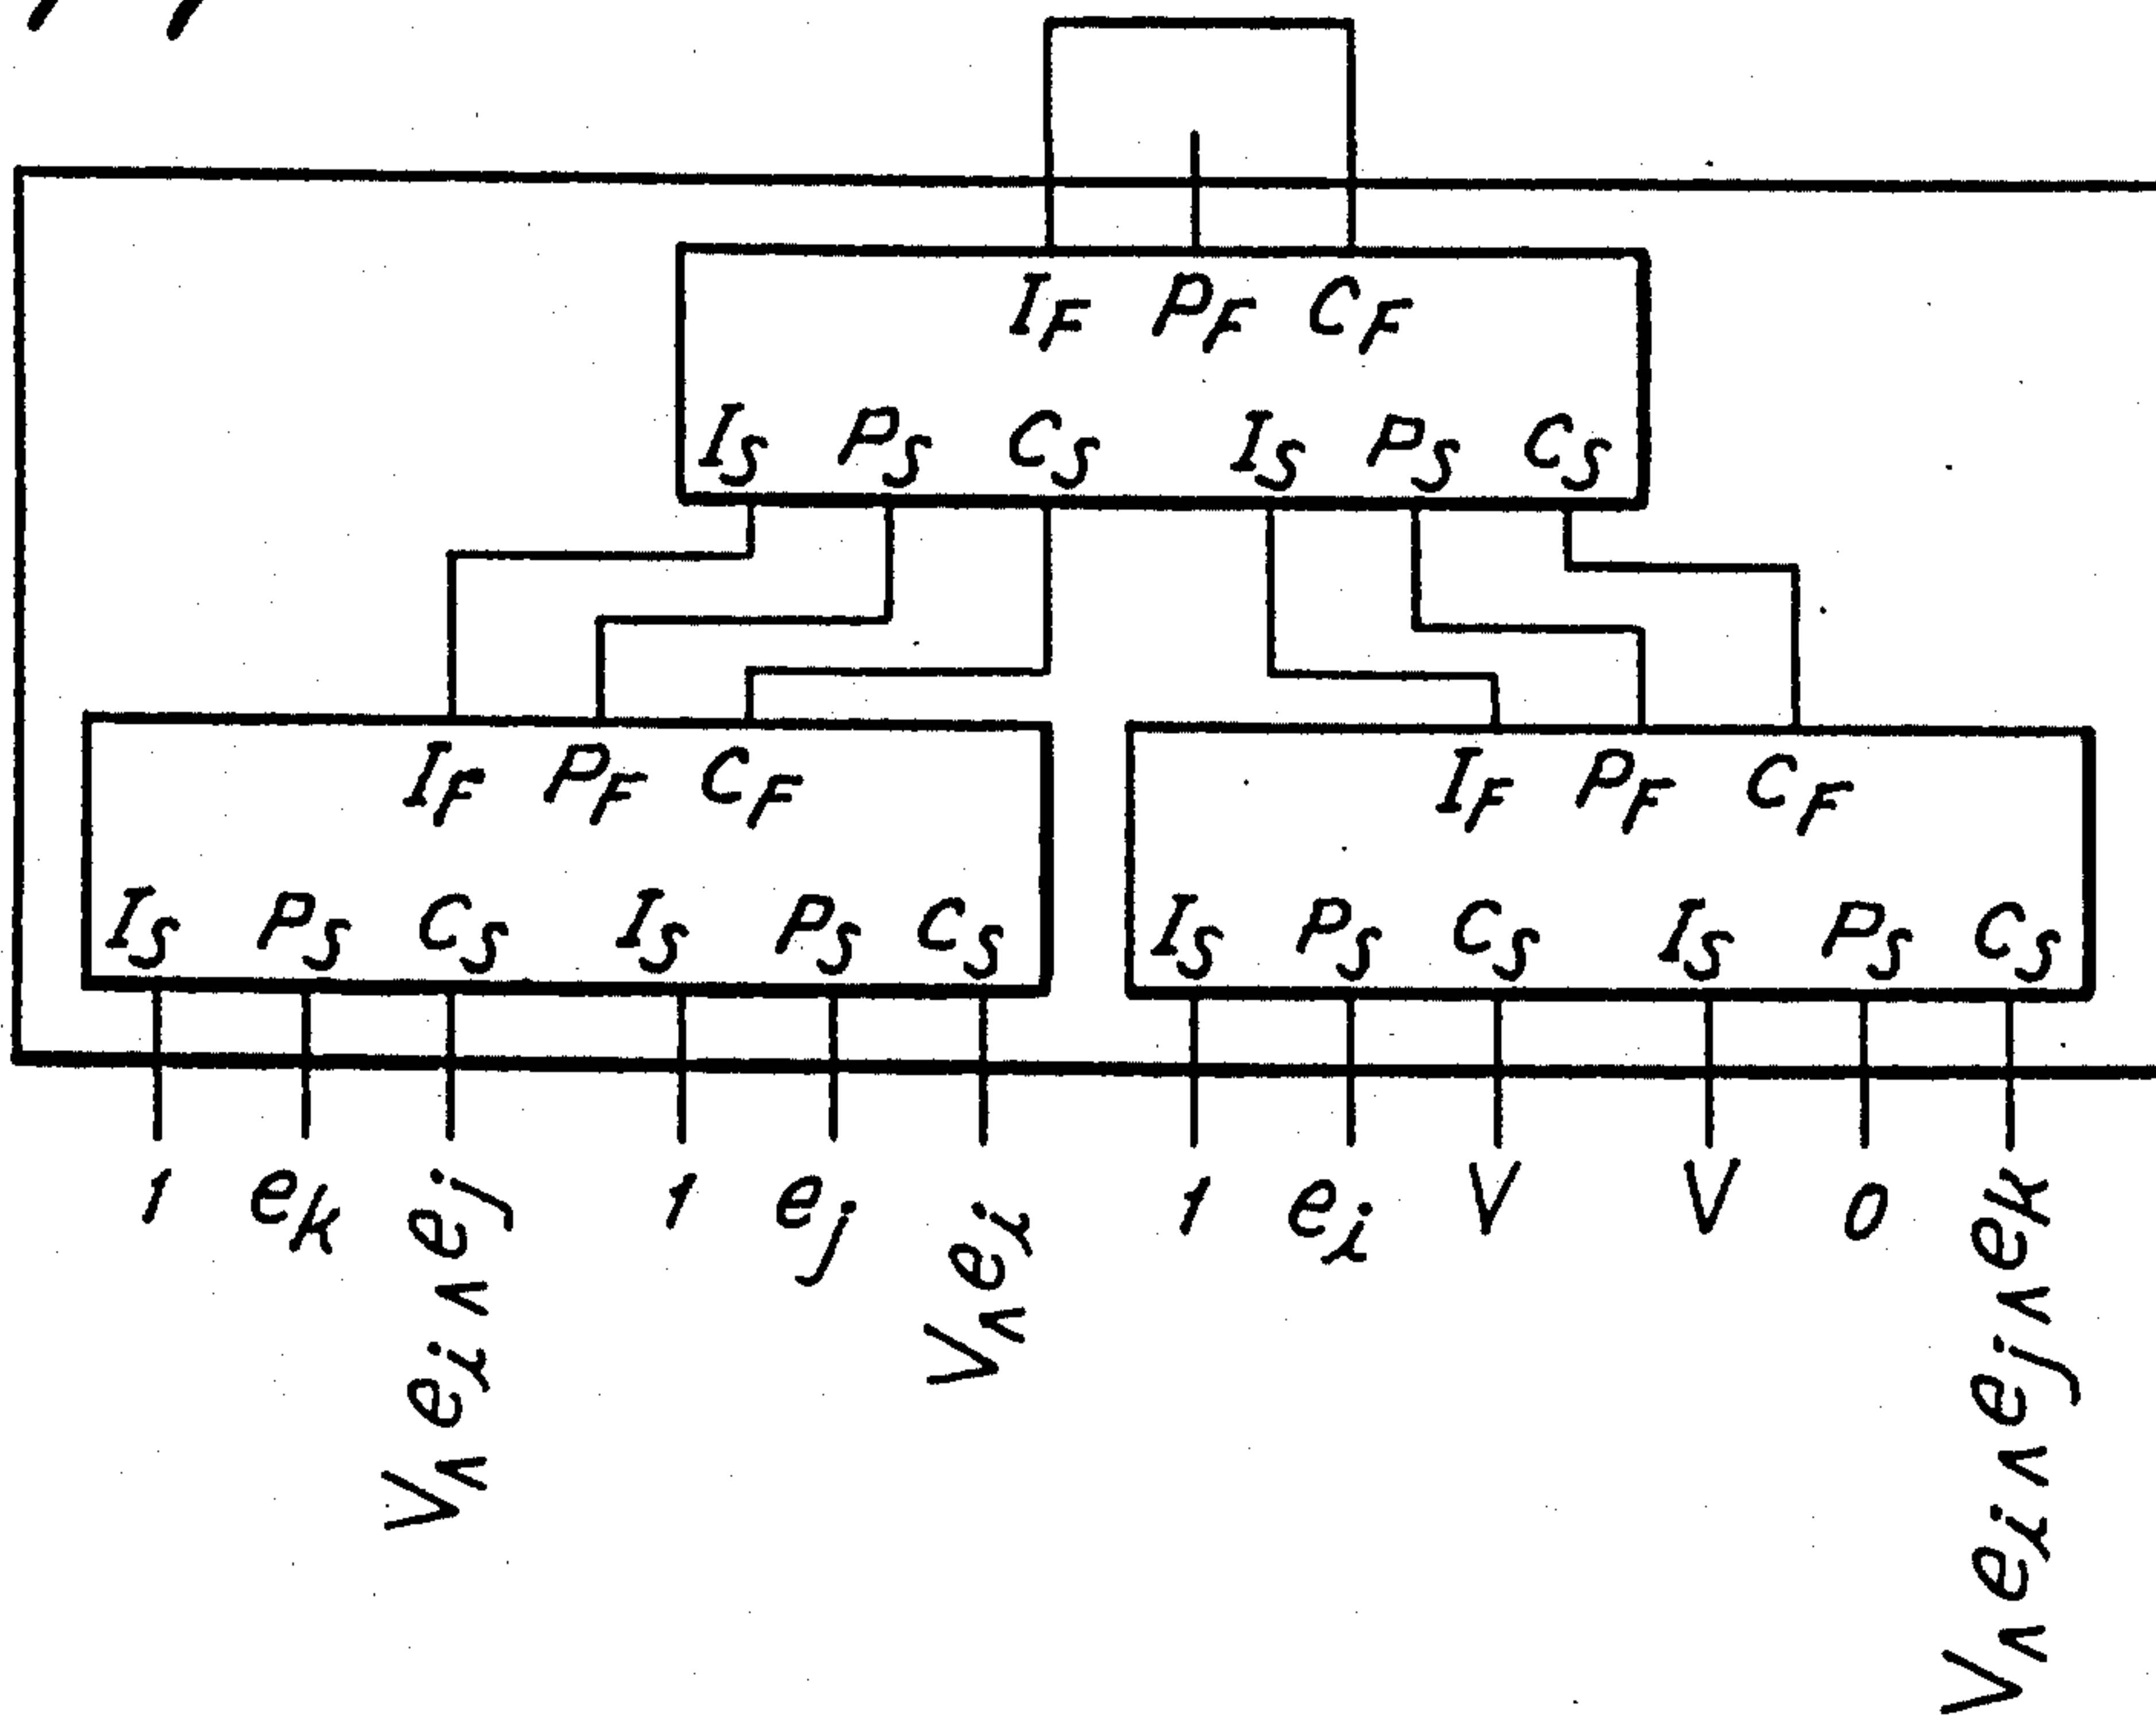 I_F P_F C_F
I_S P_S C_S I_S P_S C_S
I_F P_F C_F I_F P_F C_F
I_S P_S C_S I_S P_S C_S I_S P_S C_S I_S P_S C_S
1 e_k V∧e_i∧e_j 1 e_j V∧e_i 1 e_i V V 0 V∧e_i∧e_j∧e_k